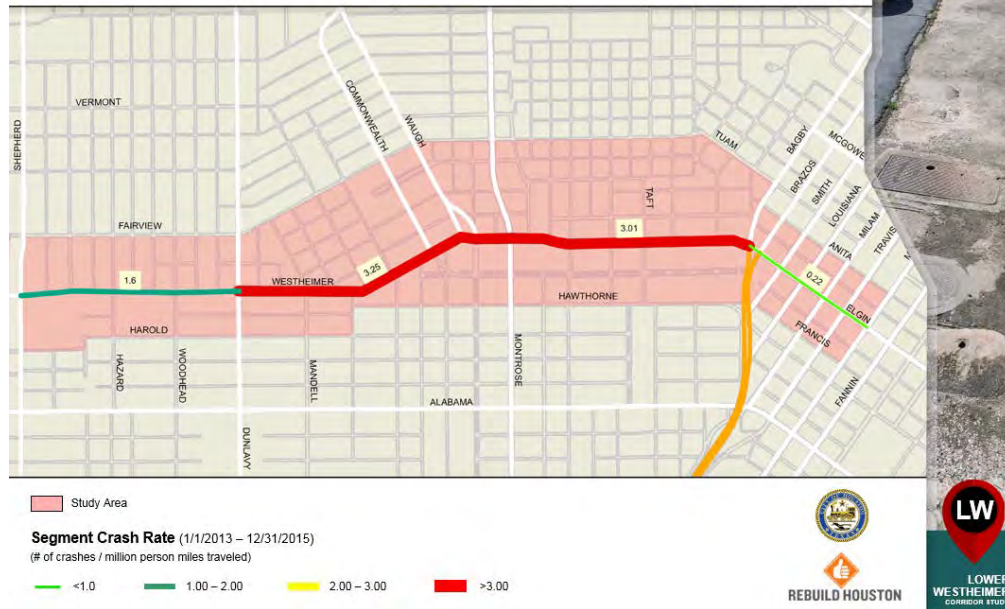 VERMONT
SHEPHERD
COMMONWEALTH
WAUGH
TUAM
BAGBY
MCGOWE
BRAZOS
SMITH
LOUISIANA
MILAM
TRAVIS
TAFT
FAIRVIEW
ANITA
3.01
3.25
1.6
WESTHEIMER
0.22
HAWTHORNE
ELGIN
HAROLD
FRANCIS
HAZARD
WOODHEAD
MANDELL
MONTROSE
FANNIN
ALABAMA
DUNLAVY
Study Area
Segment Crash Rate (1/1/2013 – 12/31/2015)
(# of crashes / million person miles traveled)
<1.0
1.00 – 2.00
2.00 – 3.00
>3.00
REBUILD HOUSTON
LW
LOWER
WESTHEIMER
CORRIDOR STUD